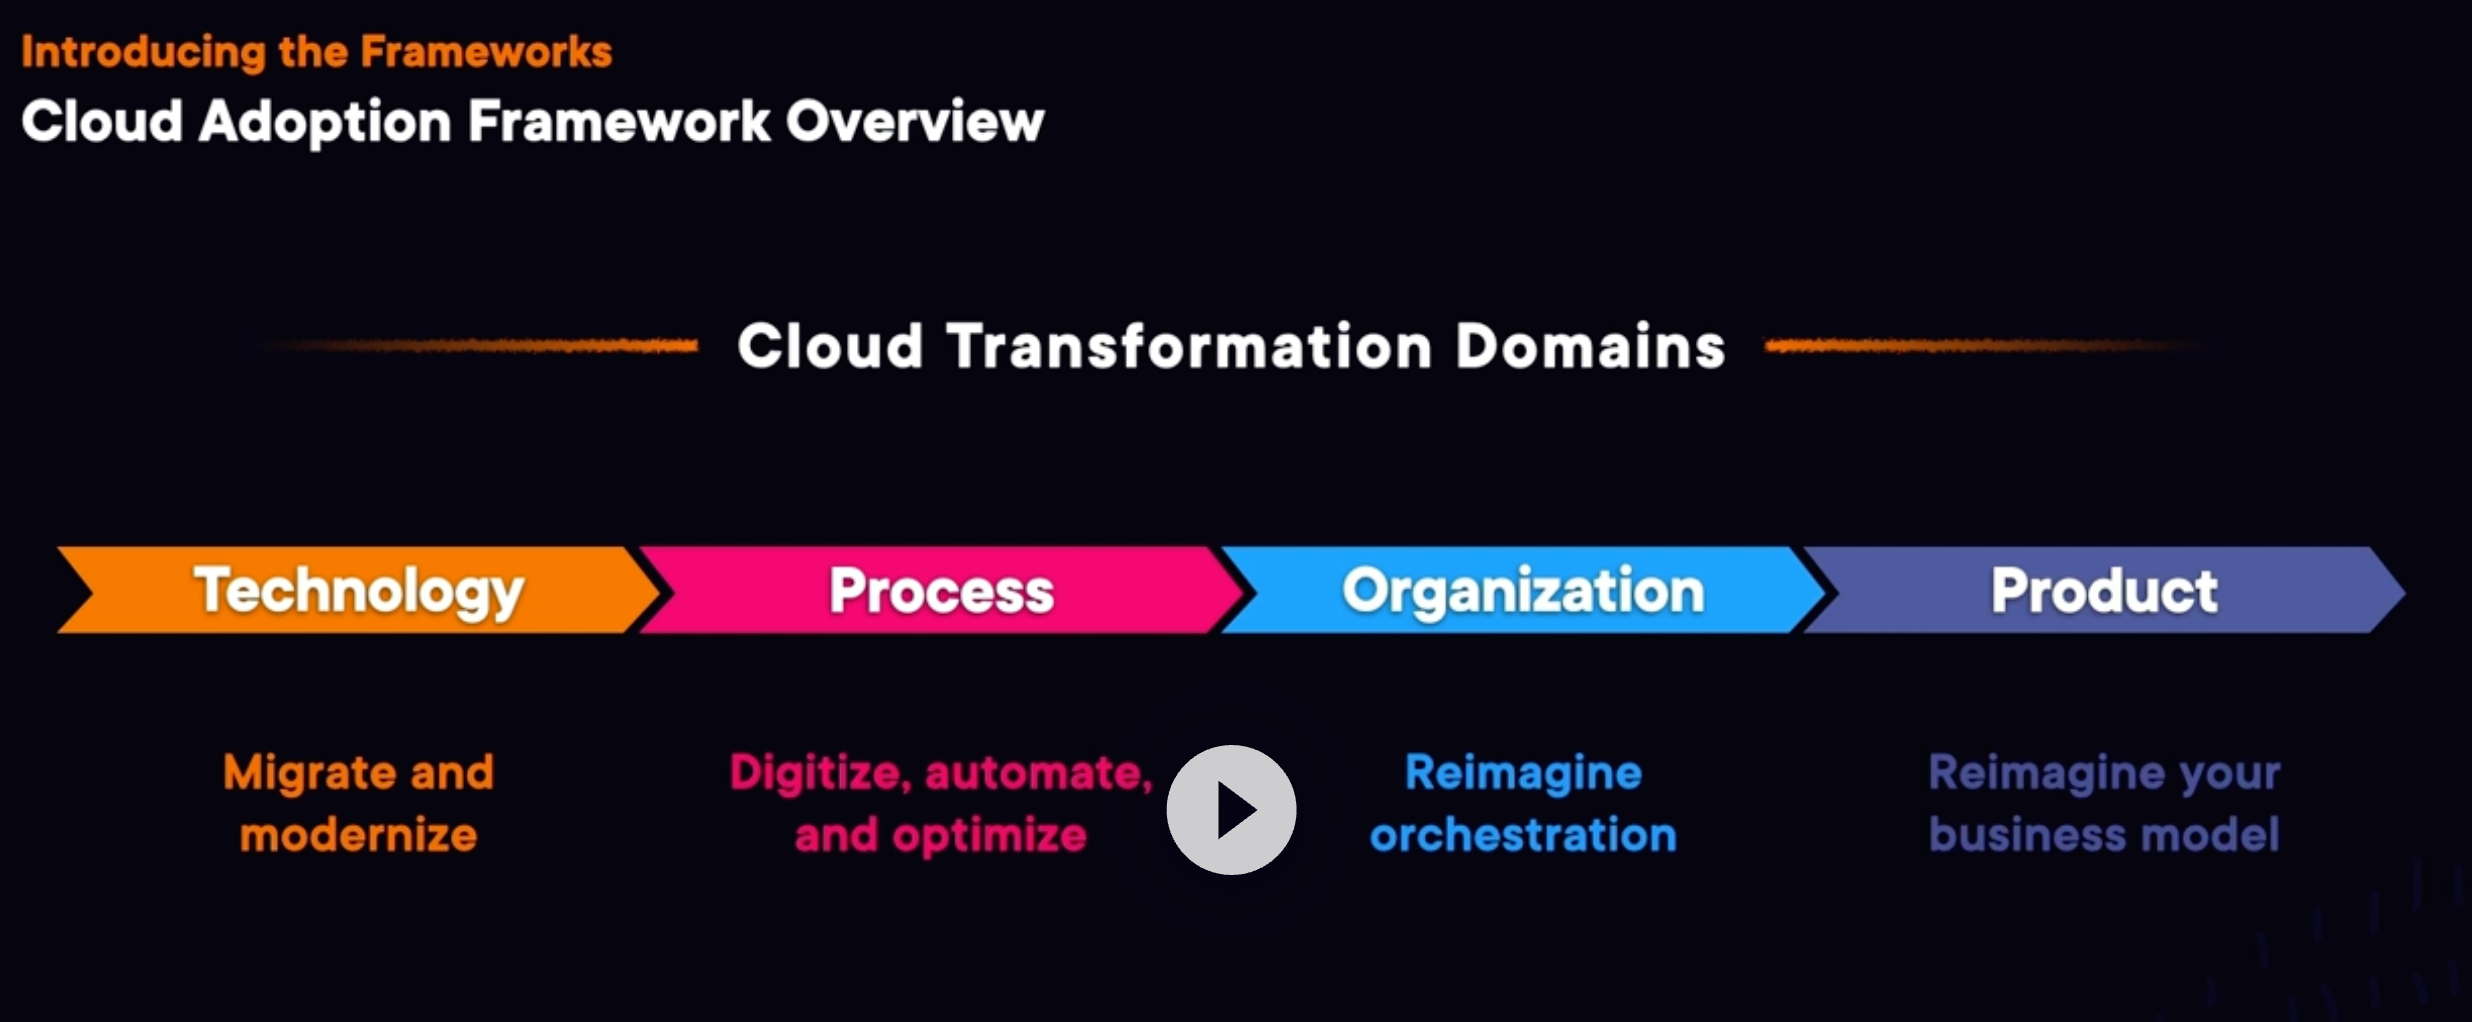 Introducing the Frameworks
Cloud Adoption Framework Overview
Cloud Transformation Domains
Technology
Process
Organization
Product
Migrate and
modernize
Digitize, automate,
and optimize
Reimagine
orchestration
Reimagine your
business model